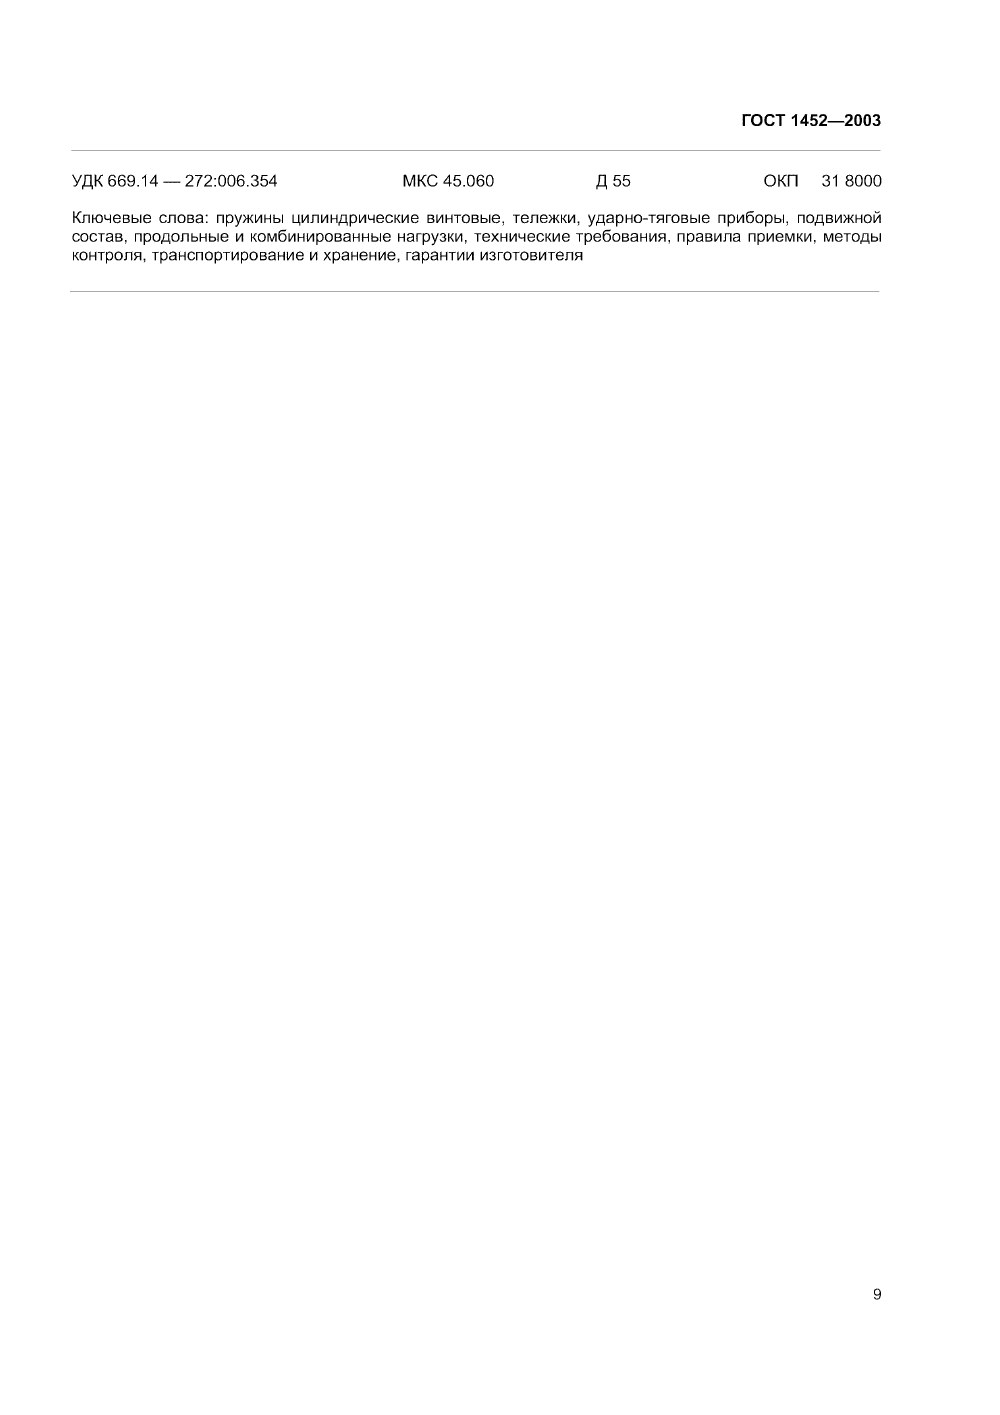 ГОСТ 1452—2003
УДК 669.14 — 272:006.354 МКС 45.060 Д 55 ОКП 31 8000
Ключевые слова: пружины цилиндрические винтовые, тележки, ударно-тяговые приборы, подвижной
состав, продольные и комбинированные нагрузки, технические требования, правила приемки, методы
контроля, транспортирование и хранение, гарантии изготовителя
9